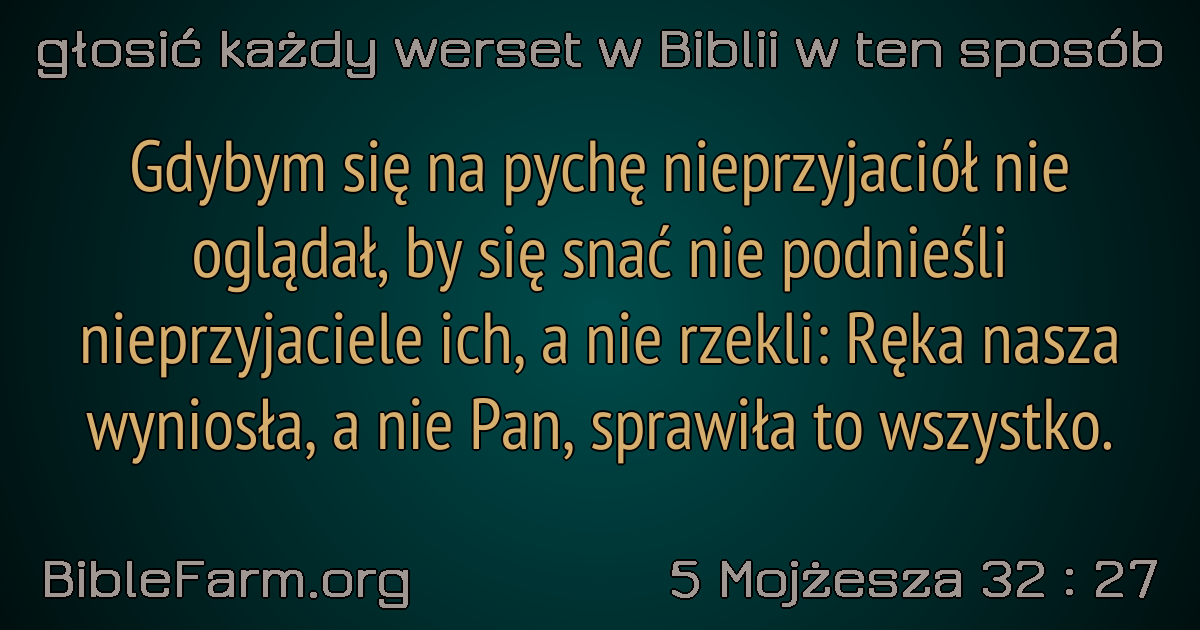 głosić każdy werset w Biblii w ten sposób
Gdybym się na pychę nieprzyjaciół nie
oglądał, by się snać nie podnieśli
nieprzyjaciele ich, a nie rzekli: Ręka nasza
wyniosła, a nie Pan, sprawiła to wszystko.
BibleFarm.org
5 Mojżesza 32 : 27